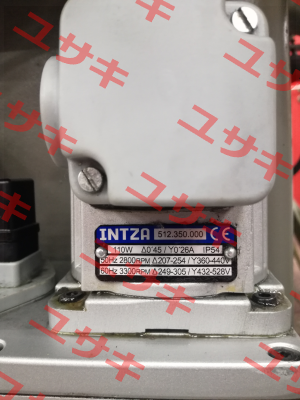 ユサキ
INTZA 512.350.000 CE
110W Δ0'45 / Y0'26A IP54
50Hz 2800RPM Δ207-254 / Y360-440V
60Hz 3300RPM Δ249-305 / Y432-528V